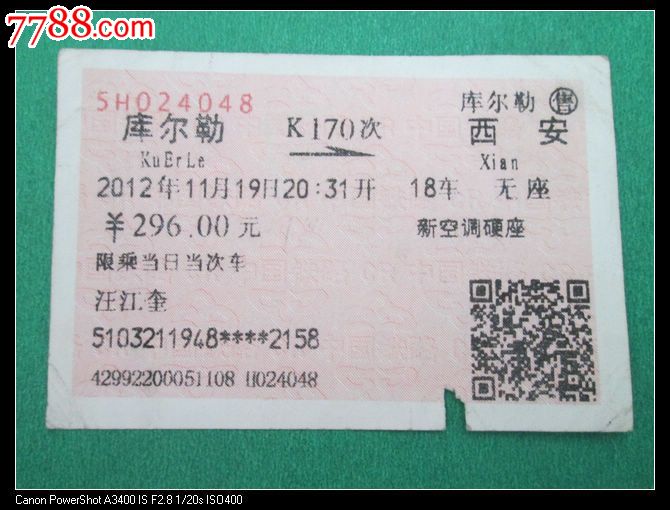 7788.com
5H024048 库尔勒 售
库尔勒 K170次 西 安
KuErLe Xian
2012年11月19日20:31开 18车 无座
￥296.00元 新空调硬座
限乘当日当次车
汪江奎
5103211948****2158
42992200051108 H024048
Canon PowerShot A3400 IS F2.8 1/20s ISO400